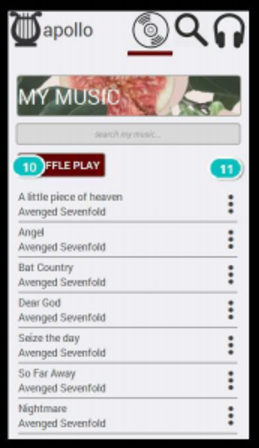 apollo
MY MUSIC
search my music...
10 FFLE PLAY
11
A little piece of heaven
Avenged Sevenfold
Angel
Avenged Sevenfold
Bat Country
Avenged Sevenfold
Dear God
Avenged Sevenfold
Seize the day
Avenged Sevenfold
So Far Away
Avenged Sevenfold
Nightmare
Avenged Sevenfold